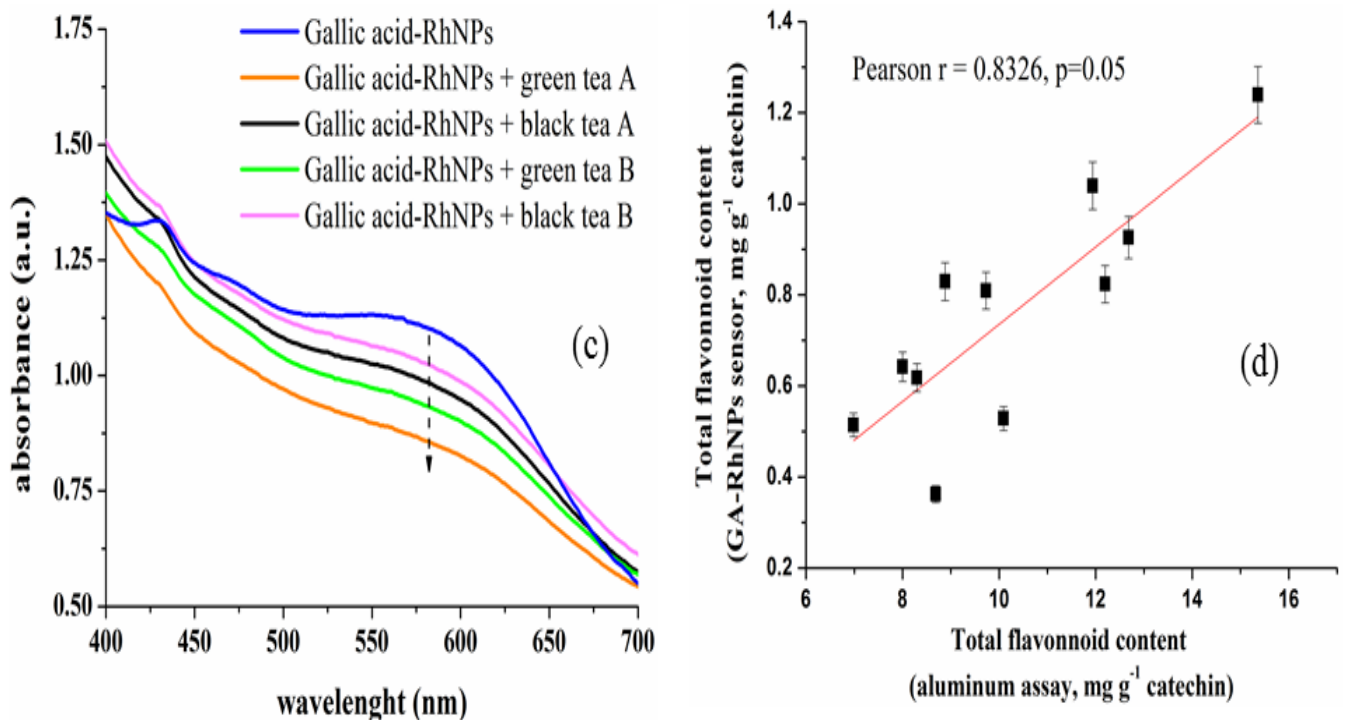 1.75
1.50
1.25
1.00
0.75
0.50
absorbance (a.u.)
Gallic acid-RhNPs
Gallic acid-RhNPs + green tea A
Gallic acid-RhNPs + black tea A
Gallic acid-RhNPs + green tea B
Gallic acid-RhNPs + black tea B
(c)
400 450 500 550 600 650 700
wavelenght (nm)
Total flavonnoid content
(GA-RhNPs sensor, mg g⁻¹ catechin)
1.4
1.2
1.0
0.8
0.6
0.4
0.2
Pearson r = 0.8326, p=0.05
(d)
6 8 10 12 14 16
Total flavonnoid content
(aluminum assay, mg g⁻¹ catechin)